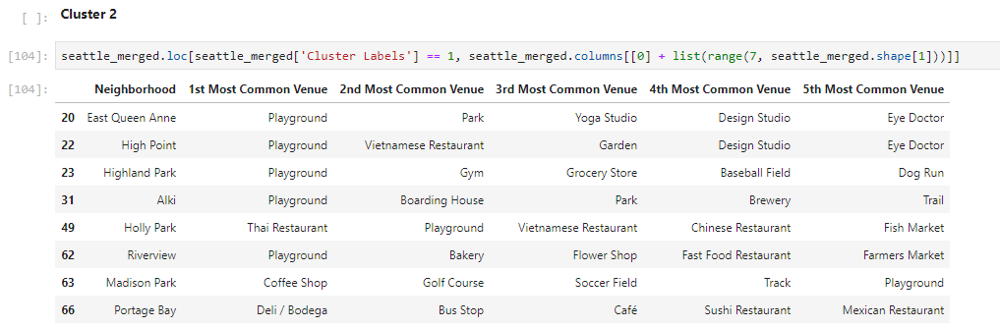 [ ]: Cluster 2
[104]: seattle_merged.loc[seattle_merged['Cluster Labels'] == 1, seattle_merged.columns[[0] + list(range(7, seattle_merged.shape[1]))]]
[104]: Neighborhood 1st Most Common Venue 2nd Most Common Venue 3rd Most Common Venue 4th Most Common Venue 5th Most Common Venue
20 East Queen Anne Playground Park Yoga Studio Design Studio Eye Doctor
22 High Point Playground Vietnamese Restaurant Garden Design Studio Eye Doctor
23 Highland Park Playground Gym Grocery Store Baseball Field Dog Run
31 Alki Playground Boarding House Park Brewery Trail
49 Holly Park Thai Restaurant Playground Vietnamese Restaurant Chinese Restaurant Fish Market
62 Riverview Playground Bakery Flower Shop Fast Food Restaurant Farmers Market
63 Madison Park Coffee Shop Golf Course Soccer Field Track Playground
66 Portage Bay Deli / Bodega Bus Stop Café Sushi Restaurant Mexican Restaurant